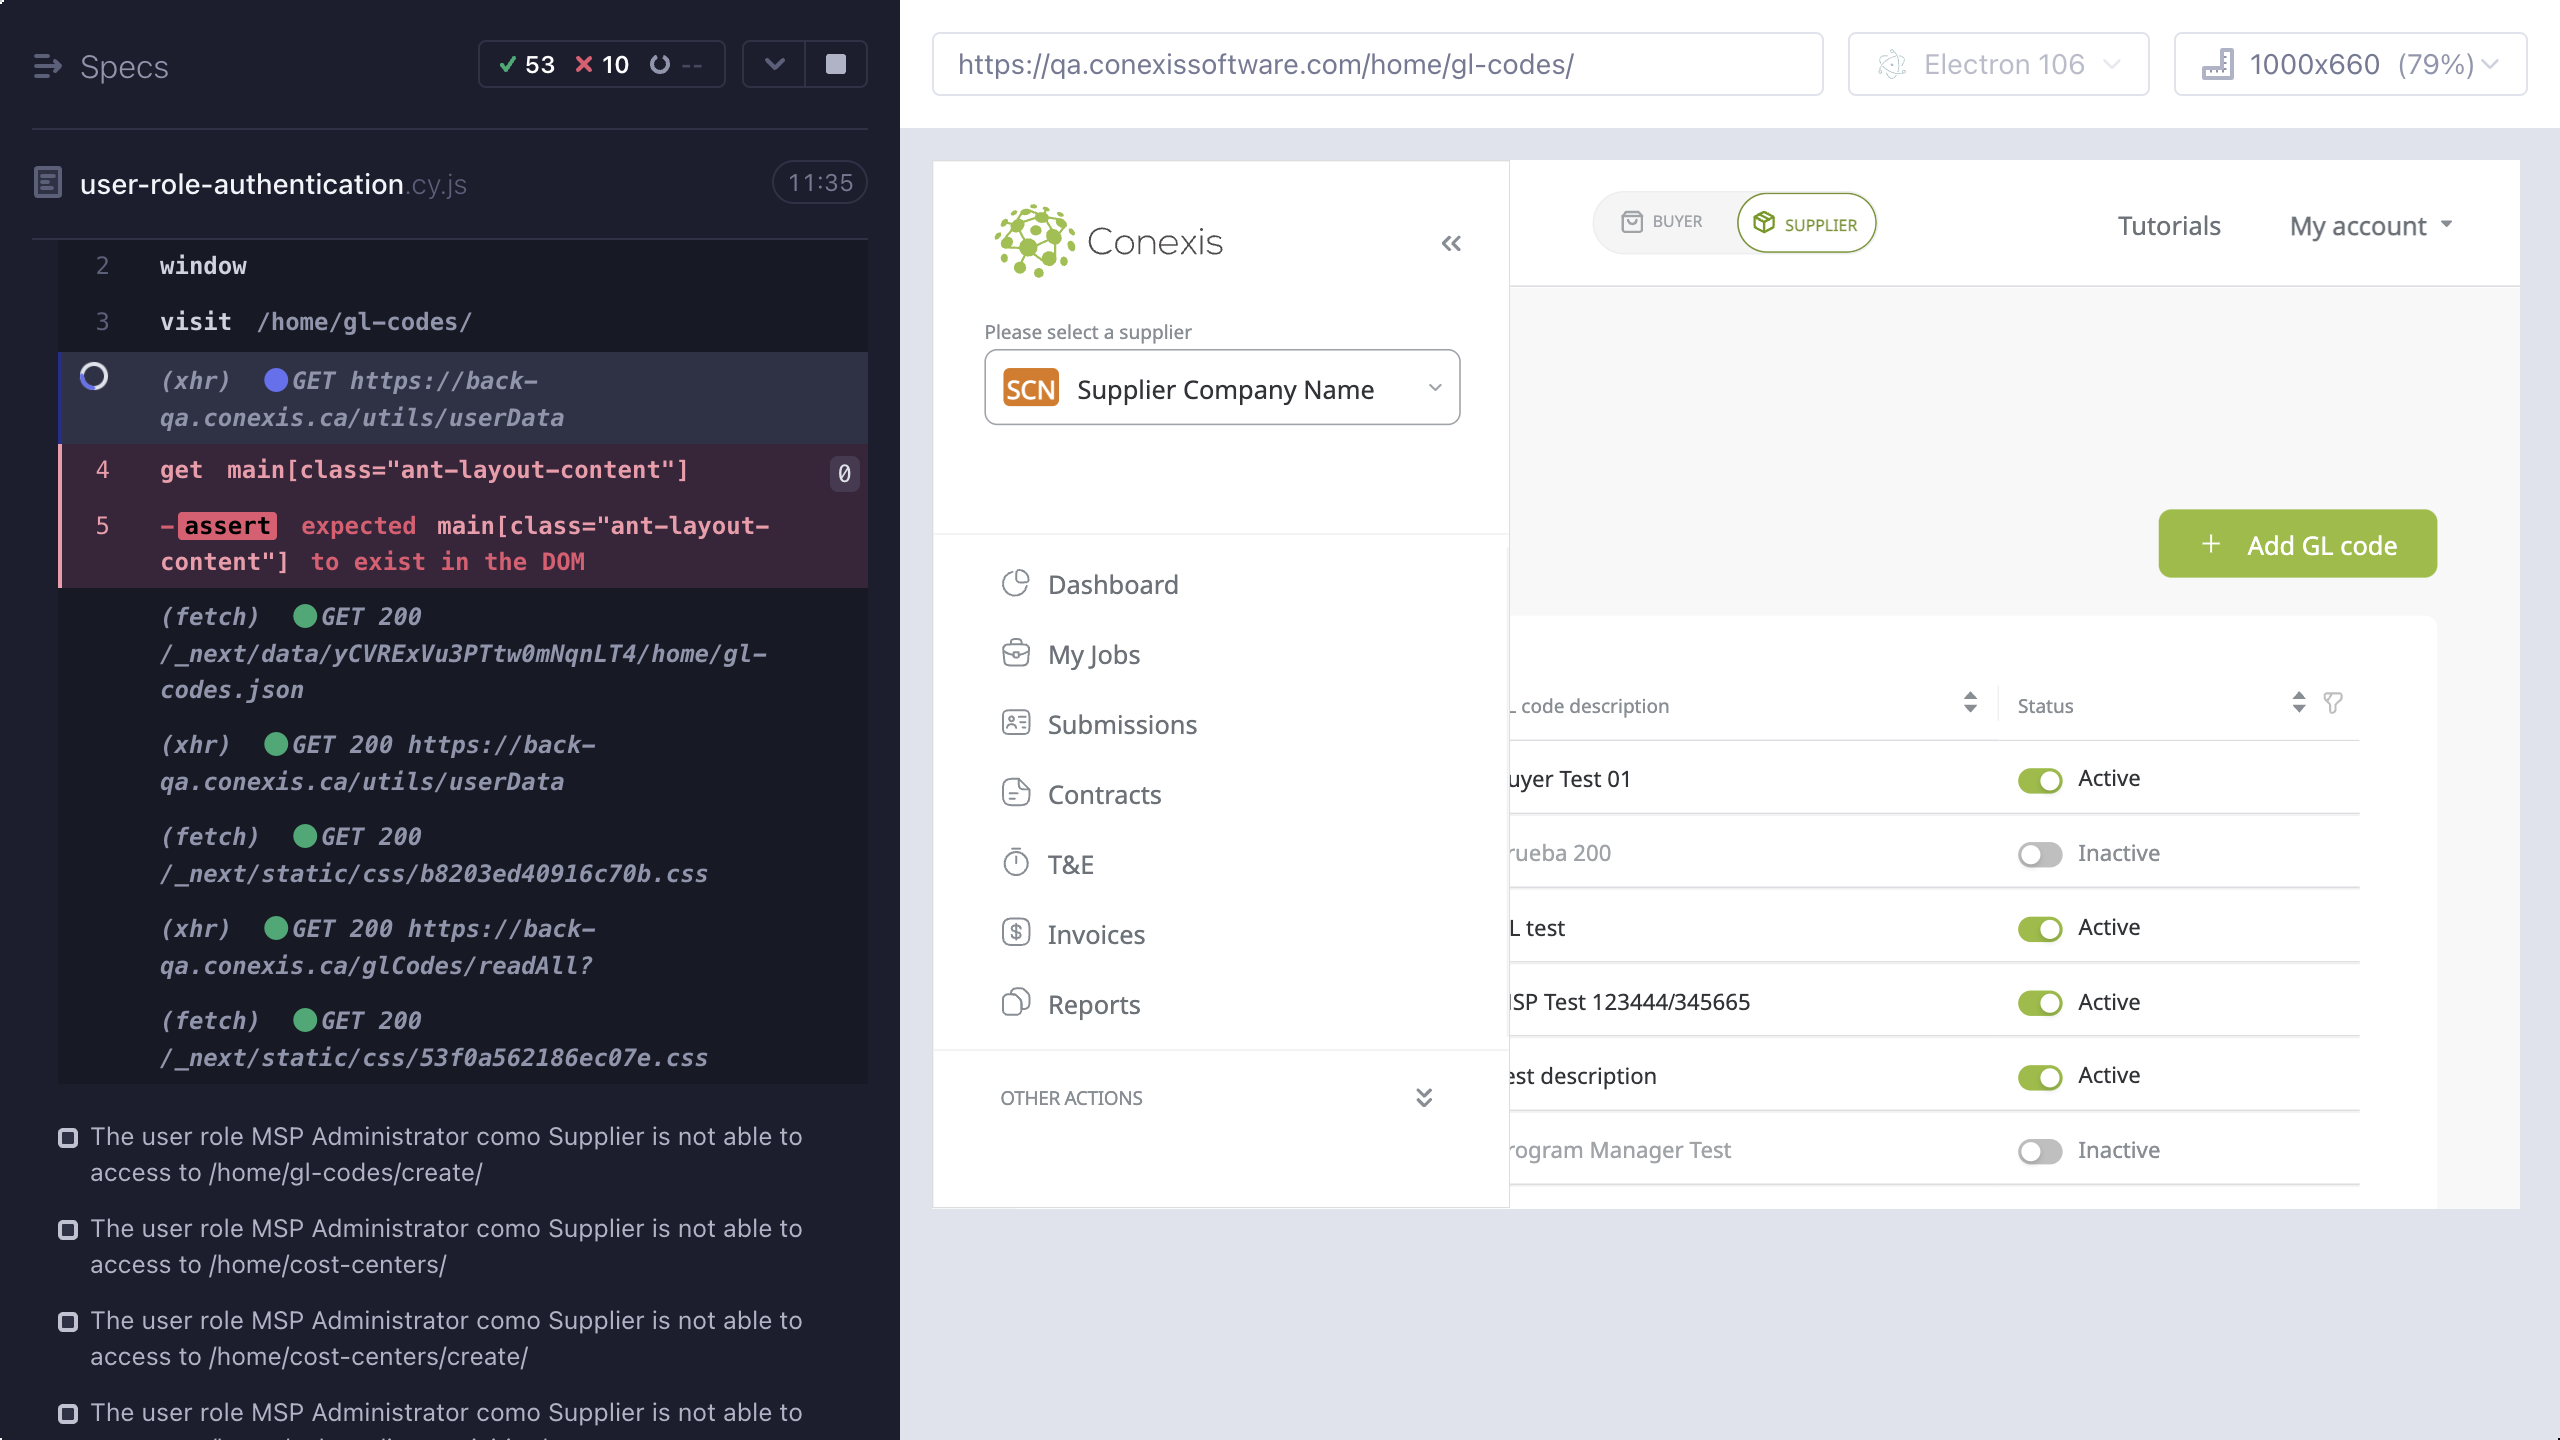 Specs
53
10
--
user-role-authentication.cy.js
11:35
2 window
3 visit /home/gl-codes/
(xhr) GET https://back-
qa.conexis.ca/utils/userData
4 get main[class="ant-layout-content"] 0
5 -assert expected main[class="ant-layout-
content"] to exist in the DOM
(fetch) GET 200
/_next/data/yCVRExVu3PTtw0mNqnLT4/home/gl-
codes.json
(xhr) GET 200 https://back-
qa.conexis.ca/utils/userData
(fetch) GET 200
/_next/static/css/b8203ed40916c70b.css
(xhr) GET 200 https://back-
qa.conexis.ca/glCodes/readAll?
(fetch) GET 200
/_next/static/css/53f0a562186ec07e.css
The user role MSP Administrator como Supplier is not able to
access to /home/gl-codes/create/
The user role MSP Administrator como Supplier is not able to
access to /home/cost-centers/
The user role MSP Administrator como Supplier is not able to
access to /home/cost-centers/create/
The user role MSP Administrator como Supplier is not able to
https://qa.conexissoftware.com/home/gl-codes/
Electron 106
1000x660 (79%)
Conexis
BUYER
SUPPLIER
Tutorials
My account
Please select a supplier
SCN Supplier Company Name
Dashboard
My Jobs
Submissions
Contracts
T&E
Invoices
Reports
OTHER ACTIONS
+ Add GL code
L code description
Status
uyer Test 01
Active
rueba 200
Inactive
L test
Active
SP Test 123444/345665
Active
est description
Active
rogram Manager Test
Inactive